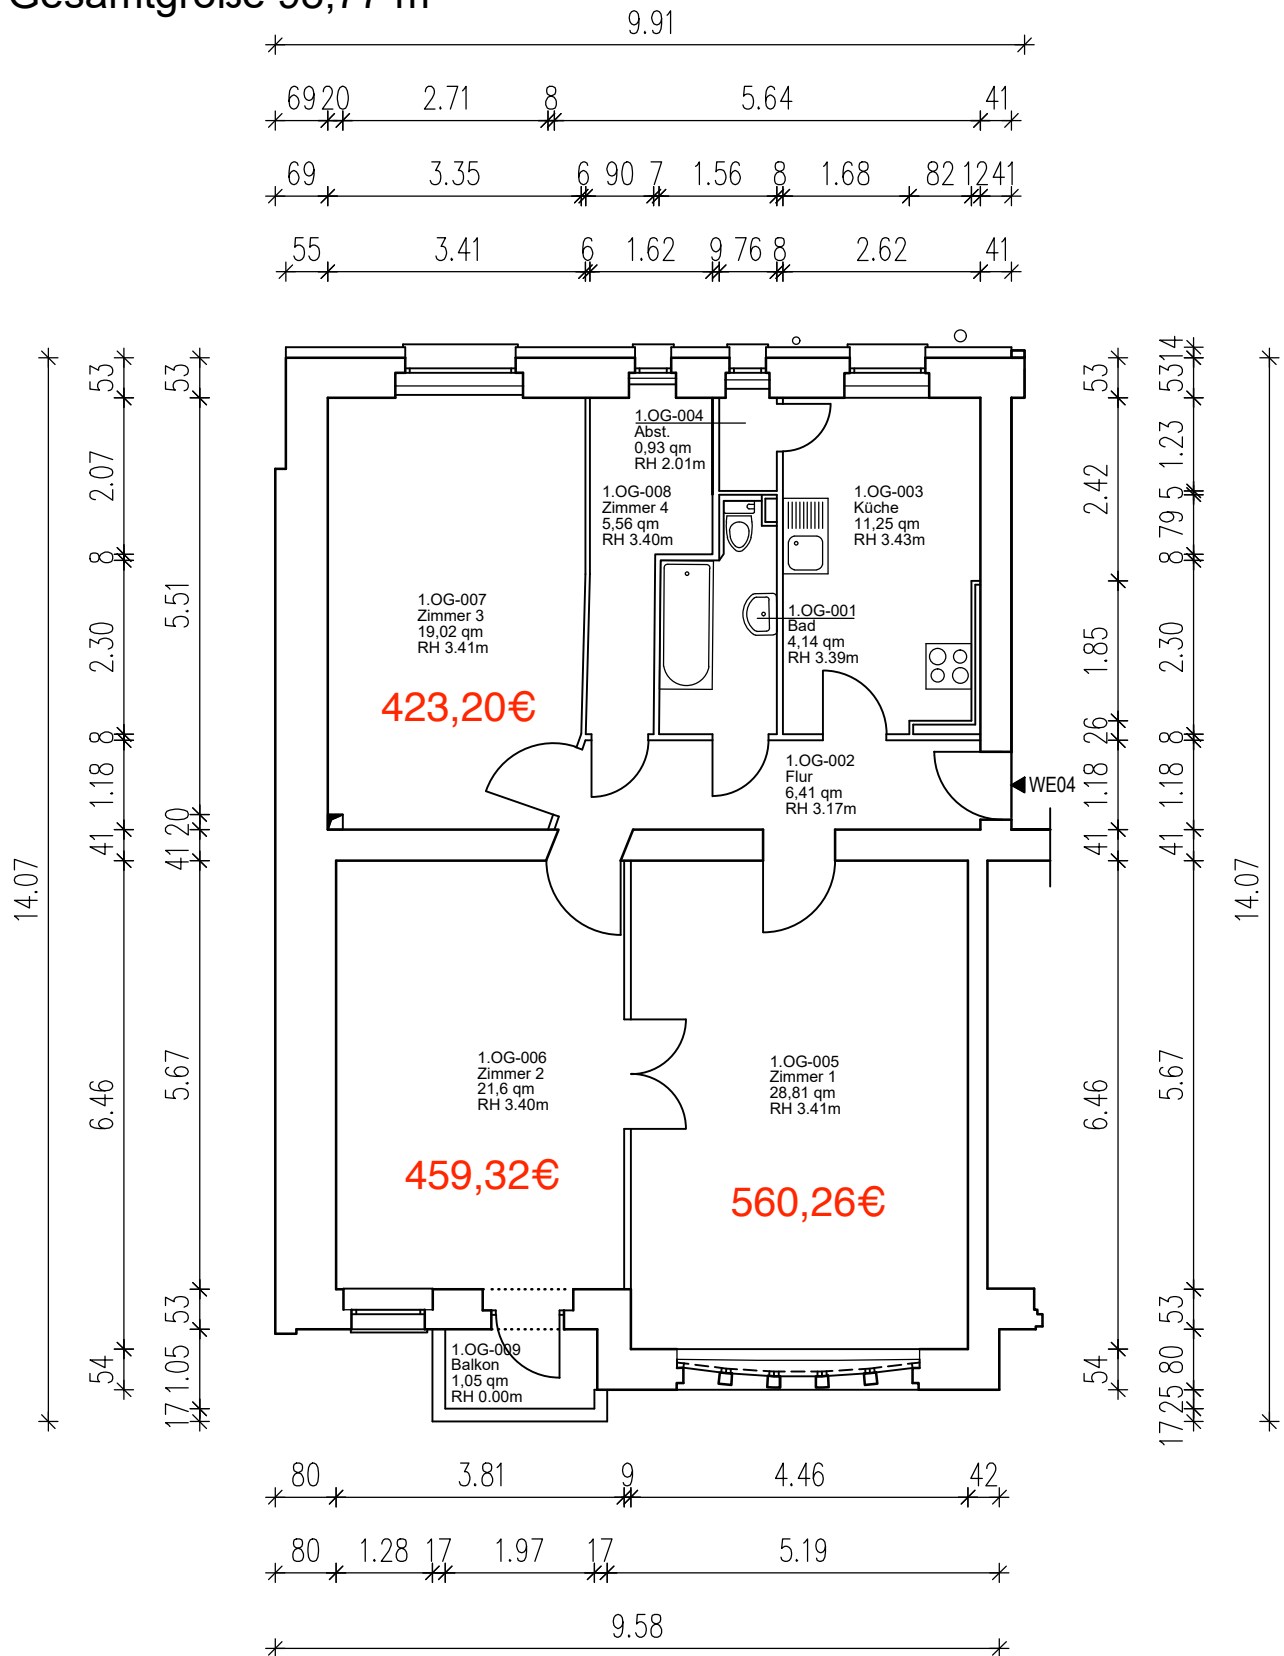 9.91
69 20 2.71 8 5.64 41
69 3.35 6 90 7 1.56 8 1.68 82 12 41
55 3.41 6 1.62 9 76 8 2.62 41
14.07
53 2.07 8 2.30 8 1.18 41 6.46 54
53 5.51 20 41 5.67 53 1.05 17
1.OG-004
Abst.
0,93 qm
RH 2.01m
1.OG-008
Zimmer 4
5,56 qm
RH 3.40m
1.OG-003
Küche
11,25 qm
RH 3.43m
1.OG-007
Zimmer 3
19,02 qm
RH 3.41m
423,20€
1.OG-001
Bad
4,14 qm
RH 3.39m
1.OG-002
Flur
6,41 qm
RH 3.17m
WE04
1.OG-006
Zimmer 2
21,6 qm
RH 3.40m
459,32€
1.OG-005
Zimmer 1
28,81 qm
RH 3.41m
560,26€
1.OG-009
Balkon
1,05 qm
RH 0.00m
53 2.42 1.85 26 1.18 41 6.46 54
14 53 1.23 5 79 8 2.30 8 1.18 41 5.67 53 80 25 17
14.07
80 3.81 9 4.46 42
80 1.28 17 1.97 17 5.19
9.58